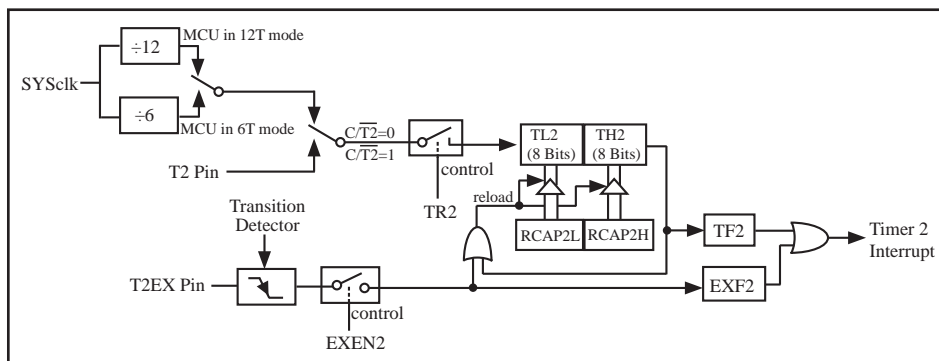 ÷12
MCU in 12T mode
SYSclk
÷6
MCU in 6T mode
C/T2=0
C/T2=1
T2 Pin
control
TR2
TL2
(8 Bits)
TH2
(8 Bits)
reload
RCAP2L
RCAP2H
TF2
Timer 2
Interrupt
Transition
Detector
T2EX Pin
control
EXEN2
EXF2